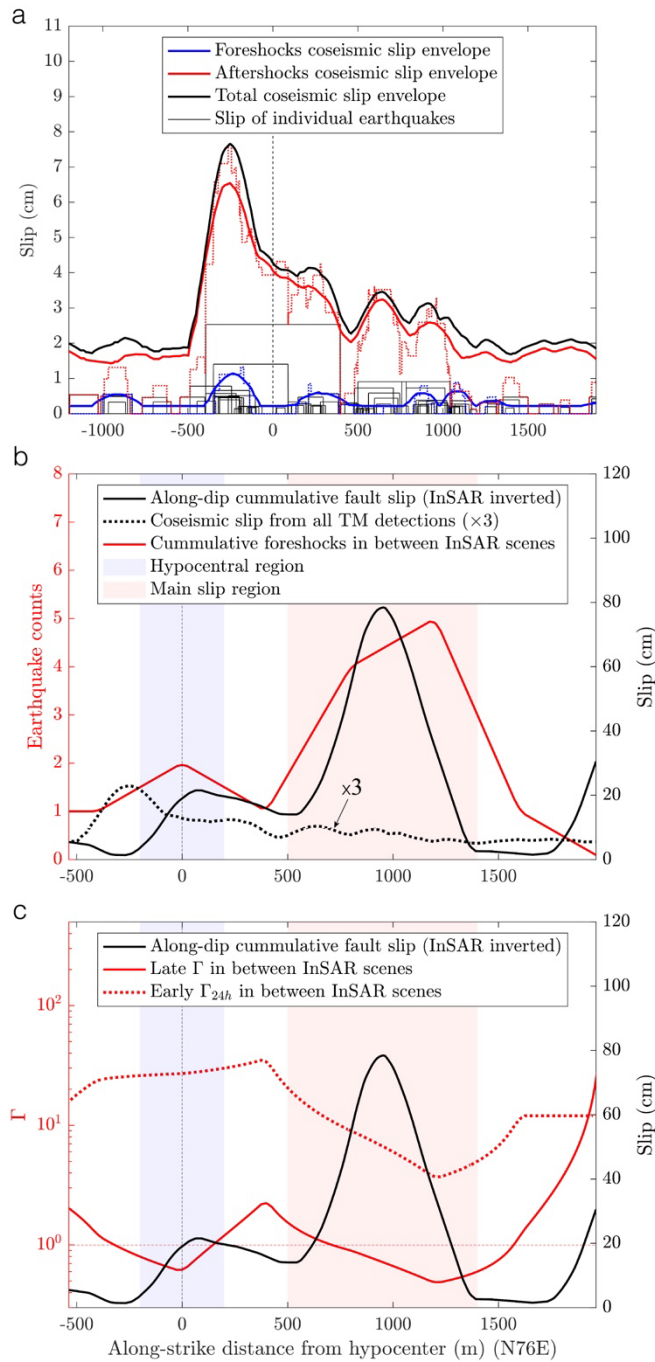 a
11
10
9
8
7
6
5
4
3
2
1
0
Slip (cm)
Foreshocks coseismic slip envelope
Aftershocks coseismic slip envelope
Total coseismic slip envelope
Slip of individual earthquakes
-1000 -500 0 500 1000 1500
b
8
7
6
5
4
3
2
1
0
Earthquake counts
Along-dip cummulative fault slip (InSAR inverted)
Coseismic slip from all TM detections (×3)
Cummulative foreshocks in between InSAR scenes
Hypocentral region
Main slip region
×3
120
100
80
60
40
20
0
Slip (cm)
-500 0 500 1000 1500
c
10²
10¹
10⁰
Γ
Along-dip cummulative fault slip (InSAR inverted)
Late Γ in between InSAR scenes
Early Γ₂₄ₕ in between InSAR scenes
120
100
80
60
40
20
0
Slip (cm)
-500 0 500 1000 1500
Along-strike distance from hypocenter (m) (N76E)